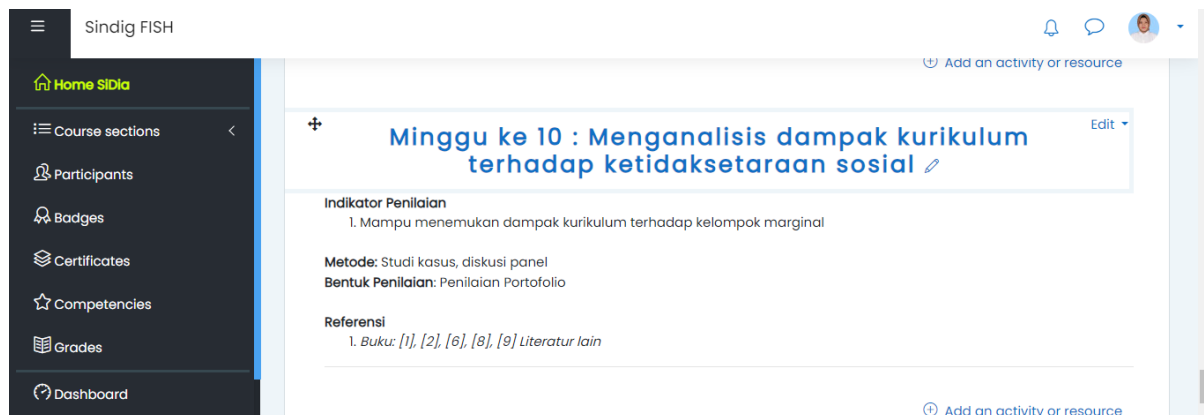 Sindig FISH
Add an activity or resource
Home SiDia
Course sections
Participants
Badges
Certificates
Competencies
Grades
Dashboard
Edit
Minggu ke 10 : Menganalisis dampak kurikulum
terhadap ketidaksetaraan sosial
Indikator Penilaian
1. Mampu menemukan dampak kurikulum terhadap kelompok marginal
Metode: Studi kasus, diskusi panel
Bentuk Penilaian: Penilaian Portofolio
Referensi
1. Buku: [1], [2], [6], [8], [9] Literatur lain
Add an activity or resource